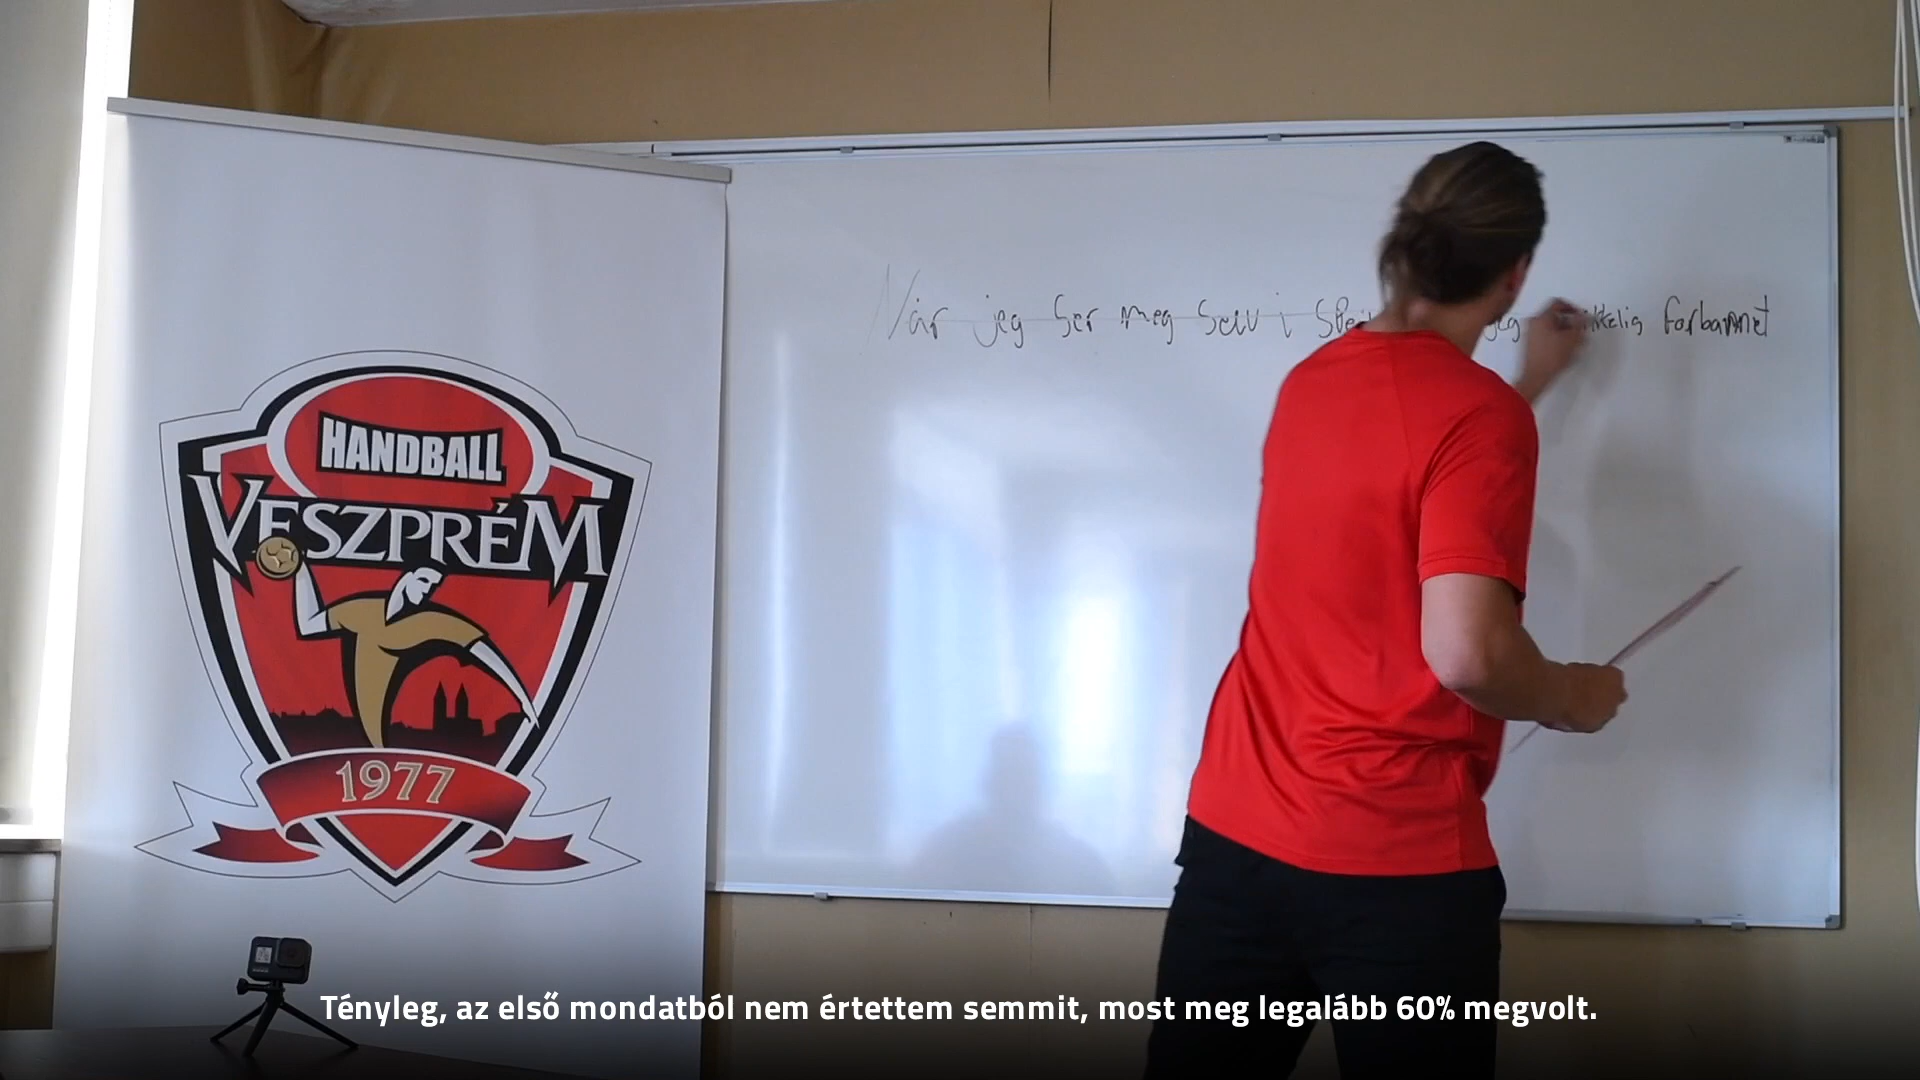 Når jeg ser meg selv i jeg forbannet
HANDBALL
VESZPRÉM
1977
Tényleg, az első mondatból nem értettem semmit, most meg legalább 60% megvolt.